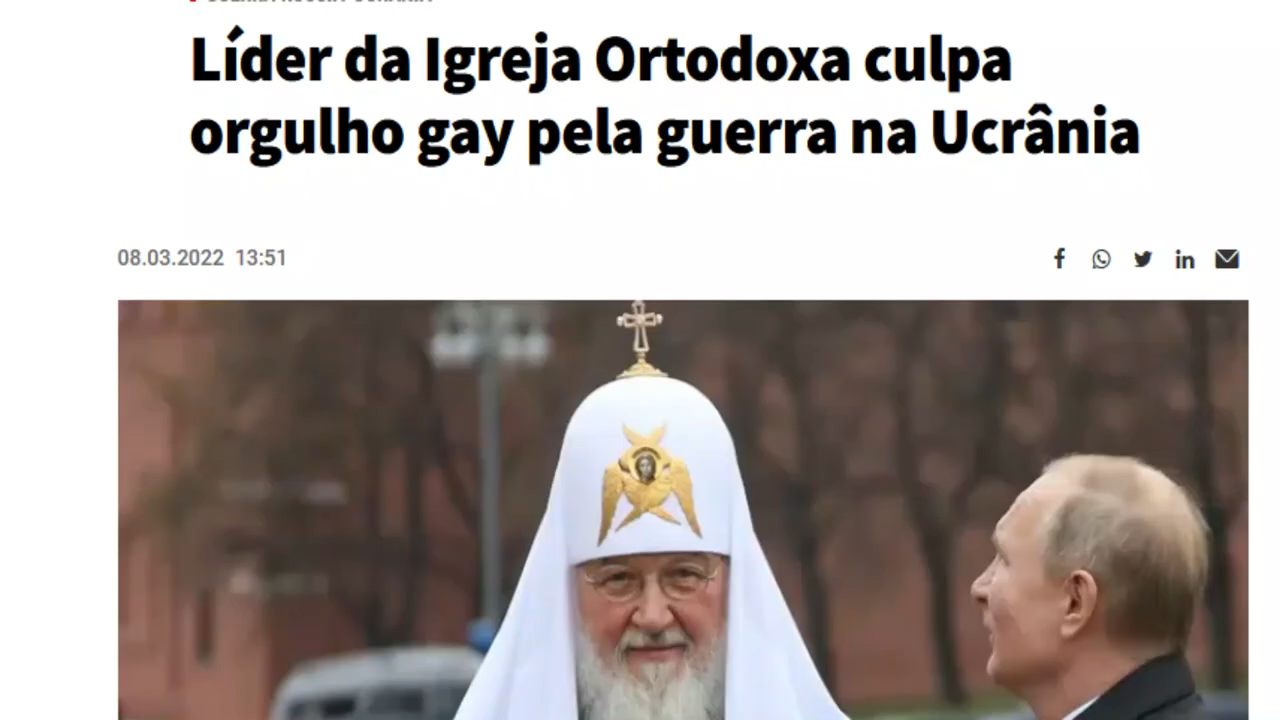 Líder da Igreja Ortodoxa culpa
orgulho gay pela guerra na Ucrânia
08.03.2022 13:51